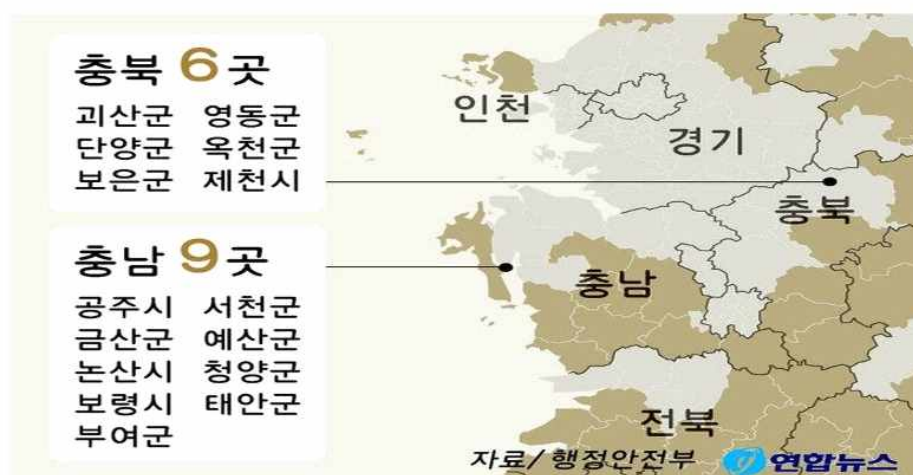 충북 6곳
괴산군 영동군
단양군 옥천군
보은군 제천시
충남 9곳
공주시 서천군
금산군 예산군
논산시 청양군
보령시 태안군
부여군
인천
경기
충북
충남
전북
자료/ 행정안전부
연합뉴스